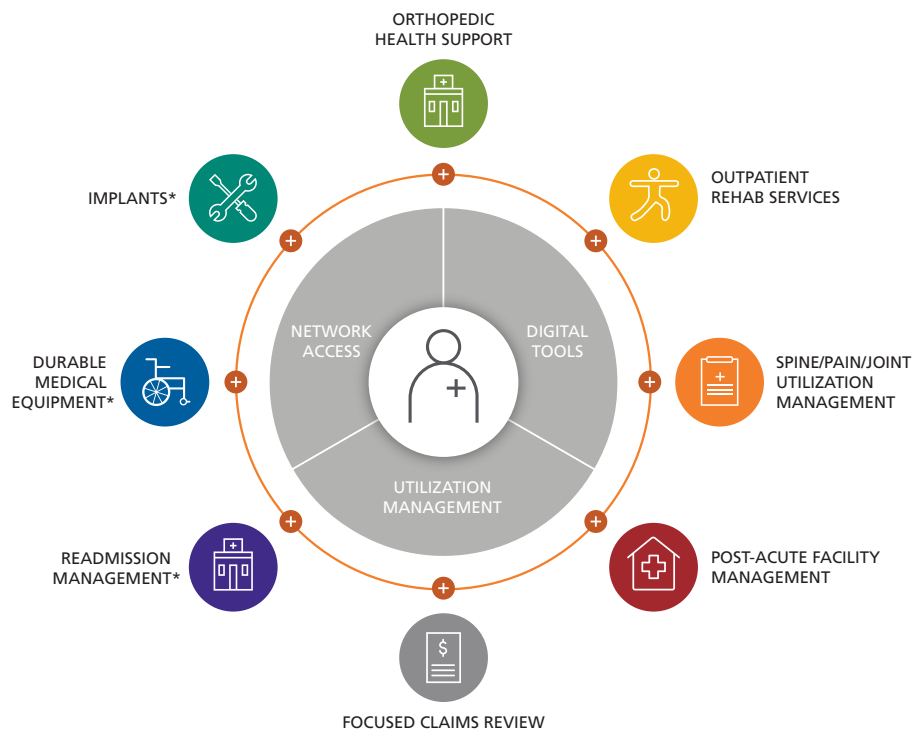 ORTHOPEDIC
HEALTH SUPPORT
IMPLANTS*
OUTPATIENT
REHAB SERVICES
NETWORK
ACCESS
DIGITAL
TOOLS
DURABLE
MEDICAL
EQUIPMENT*
SPINE/PAIN/JOINT
UTILIZATION
MANAGEMENT
UTILIZATION
MANAGEMENT
READMISSION
MANAGEMENT*
POST-ACUTE FACILITY
MANAGEMENT
$
FOCUSED CLAIMS REVIEW